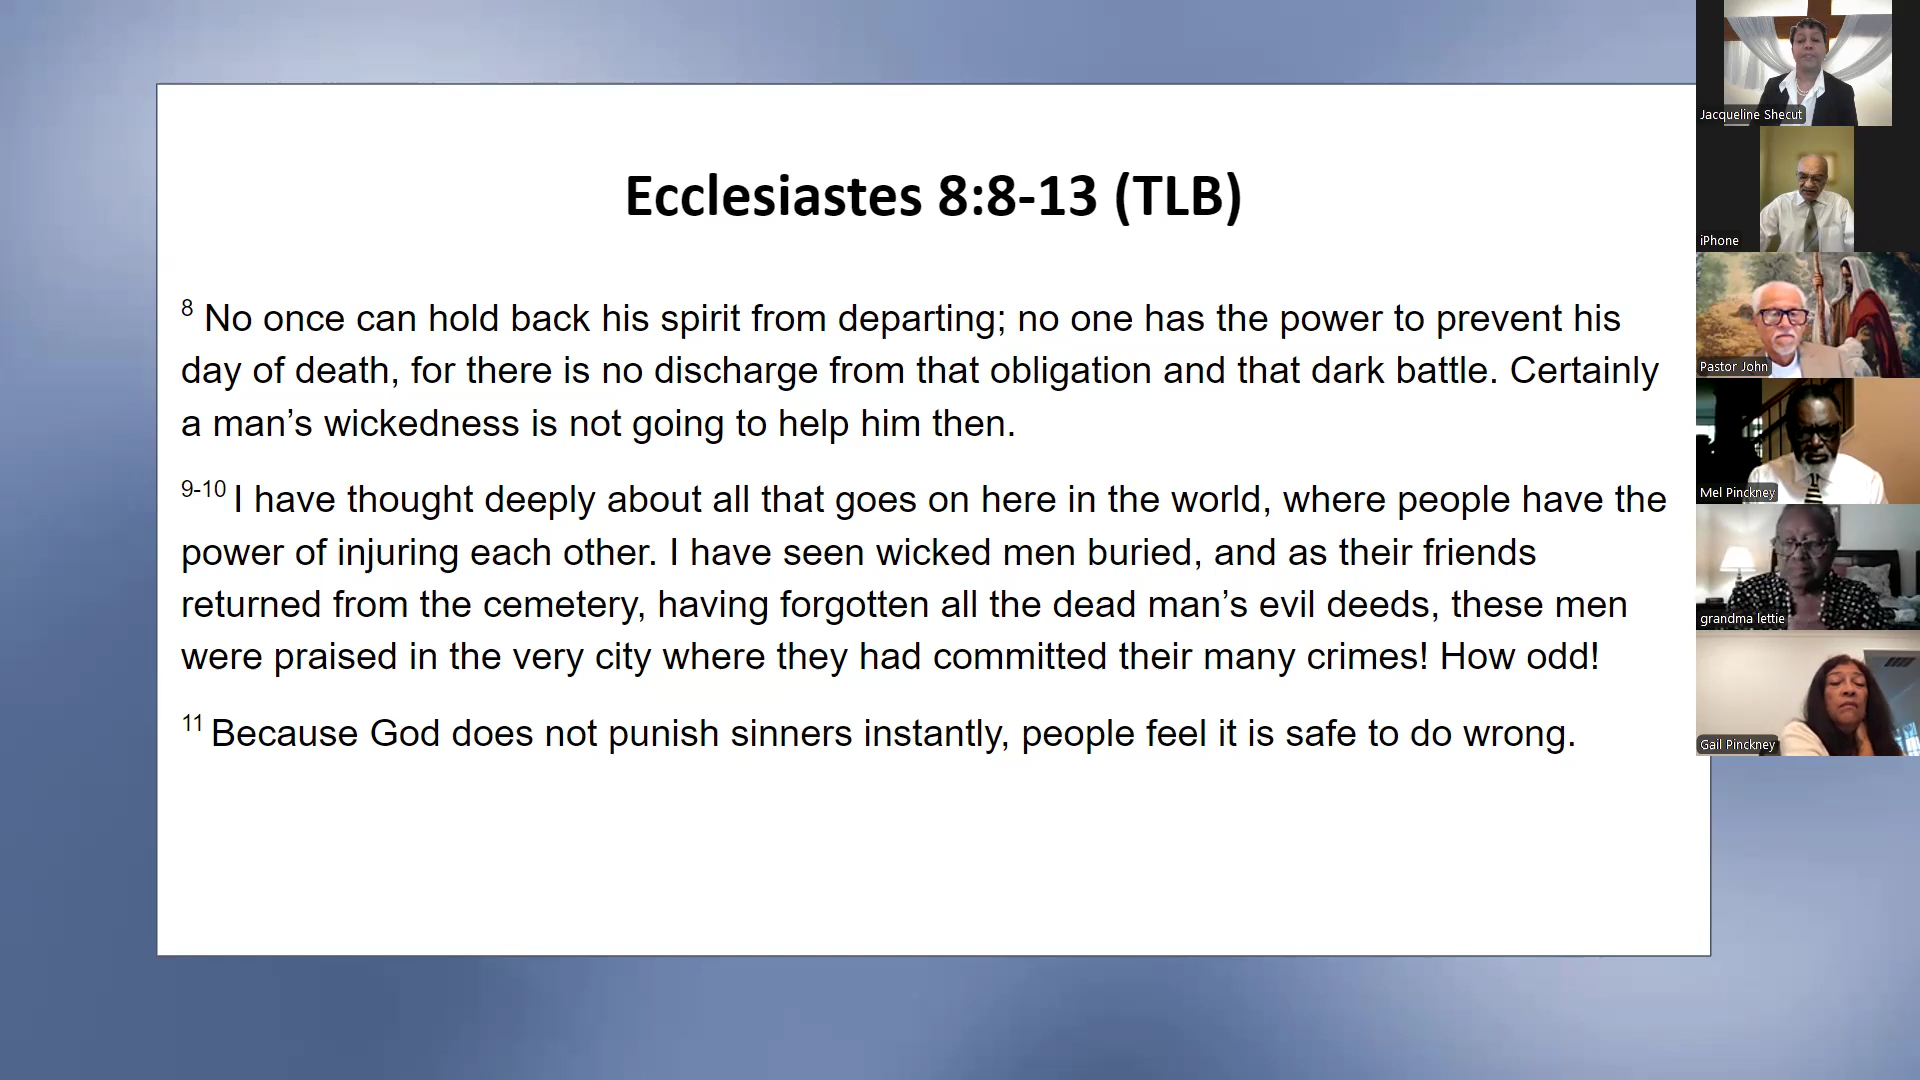 Ecclesiastes 8:8-13 (TLB)
8 No once can hold back his spirit from departing; no one has the power to prevent his
day of death, for there is no discharge from that obligation and that dark battle. Certainly
a man’s wickedness is not going to help him then.
9-10 I have thought deeply about all that goes on here in the world, where people have the
power of injuring each other. I have seen wicked men buried, and as their friends
returned from the cemetery, having forgotten all the dead man’s evil deeds, these men
were praised in the very city where they had committed their many crimes! How odd!
11 Because God does not punish sinners instantly, people feel it is safe to do wrong.
Jacqueline Shecut
iPhone
Pastor John
Mel Pinckney
grandma lettie
Gail Pinckney